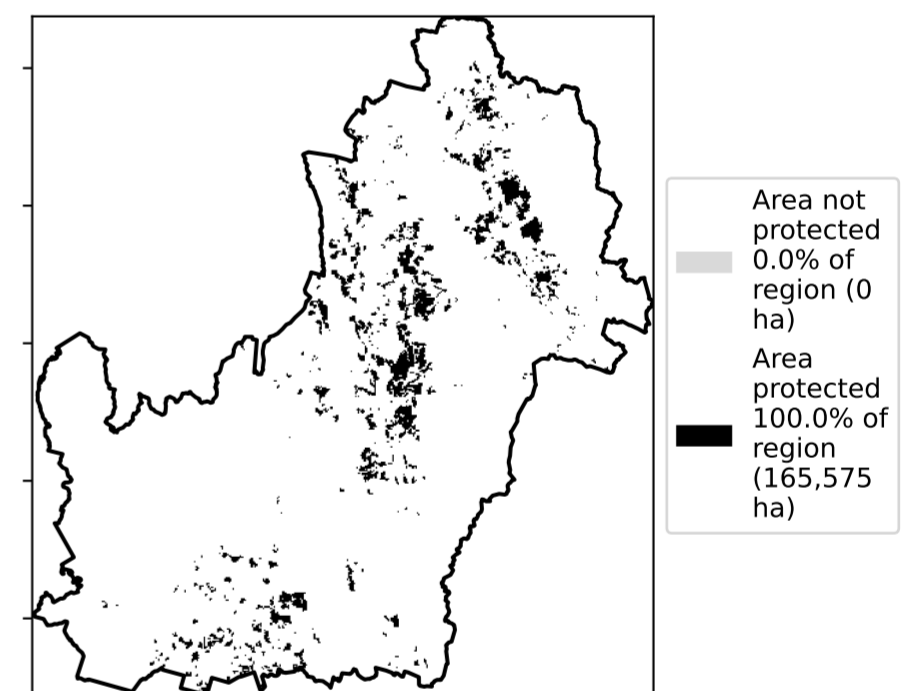 Area not
protected
0.0% of
region (0
ha)
Area
protected
100.0% of
region
(165,575
ha)